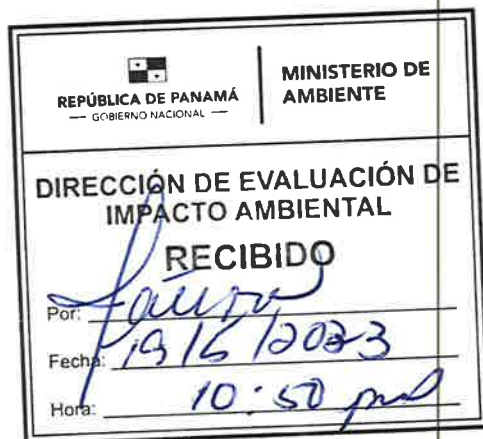 REPÚBLICA DE PANAMÁ
— GOBIERNO NACIONAL —
MINISTERIO DE
AMBIENTE
DIRECCIÓN DE EVALUACIÓN DE
IMPACTO AMBIENTAL
RECIBIDO
Por:
Fecha: 19/6/2023
Hora: 10:50